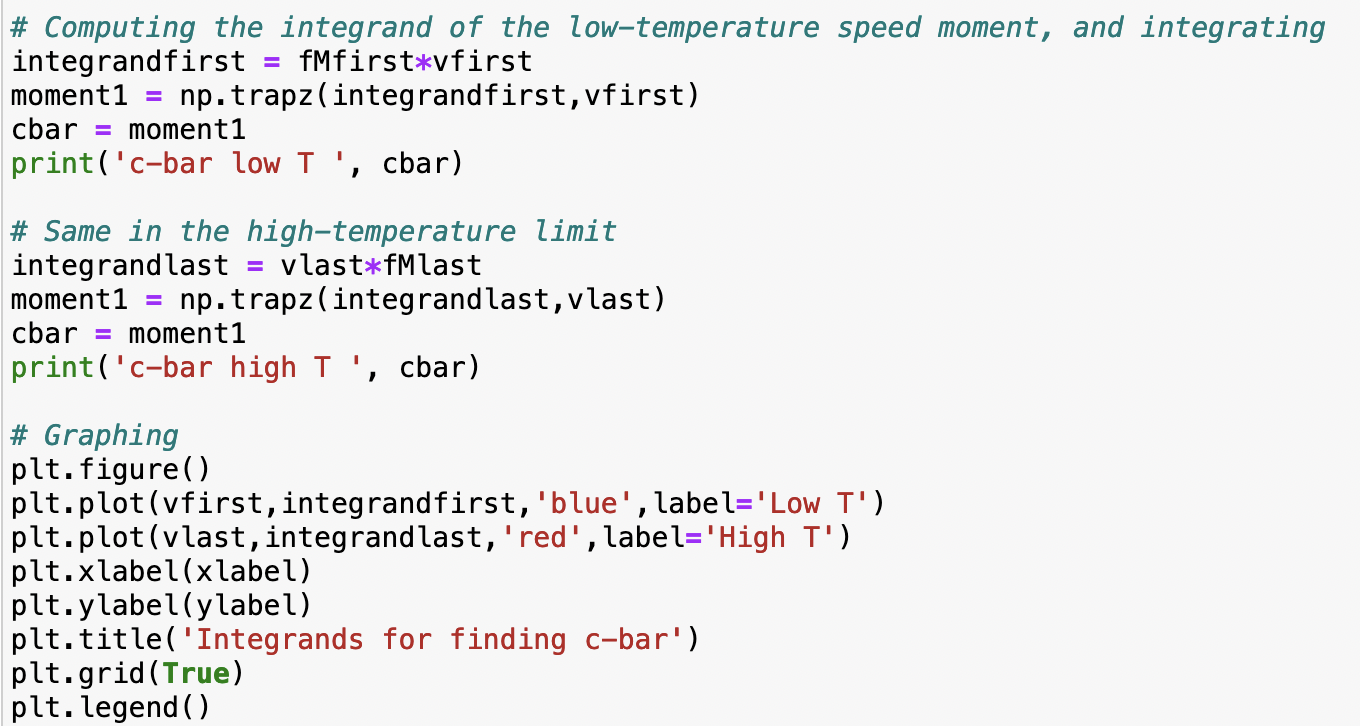 # Computing the integrand of the low-temperature speed moment, and integrating
integrandfirst = fMfirst*vfirst
moment1 = np.trapz(integrandfirst,vfirst)
cbar = moment1
print('c-bar low T ', cbar)

# Same in the high-temperature limit
integrandlast = vlast*fMlast
moment1 = np.trapz(integrandlast,vlast)
cbar = moment1
print('c-bar high T ', cbar)

# Graphing
plt.figure()
plt.plot(vfirst,integrandfirst,'blue',label='Low T')
plt.plot(vlast,integrandlast,'red',label='High T')
plt.xlabel(xlabel)
plt.ylabel(ylabel)
plt.title('Integrands for finding c-bar')
plt.grid(True)
plt.legend()